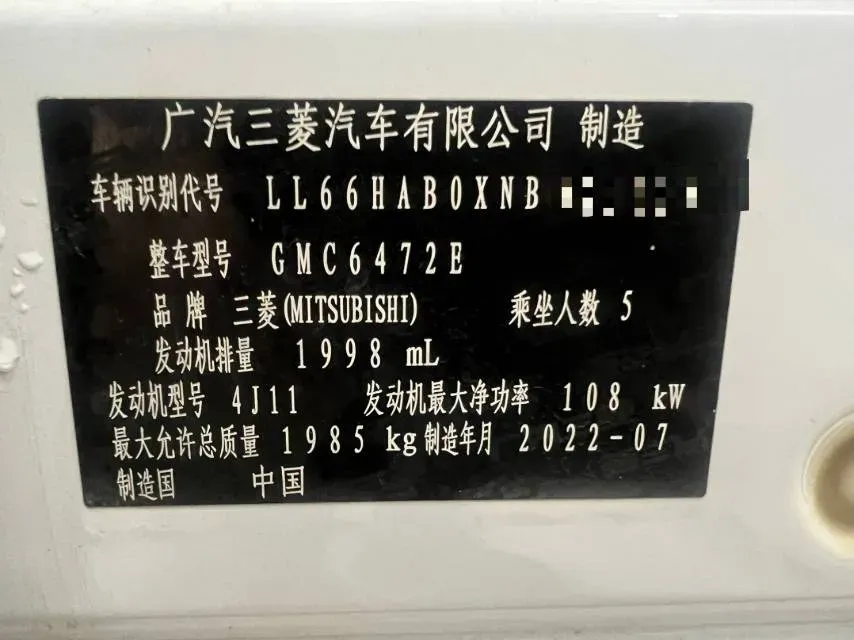 广汽三菱汽车有限公司 制造
车辆识别代号 LL66HAB0XNB
整车型号 GMC6472E
品牌 三菱(MITSUBISHI) 乘坐人数 5
发动机排量 1998 mL
发动机型号 4J11 发动机最大净功率 108 kW
最大允许总质量 1985 kg 制造年月 2022-07
制造国 中国